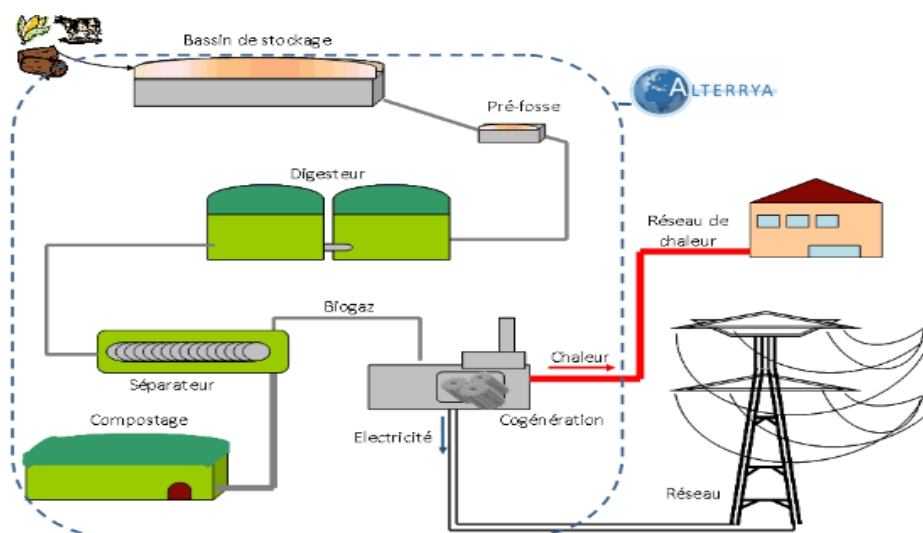 Bassin de stockage
ALTERRYA
Pré-fosse
Digesteur
Réseau de
chaleur
Biogaz
Chaleur
Séparateur
Cogénération
Compostage
Electricité
Réseau